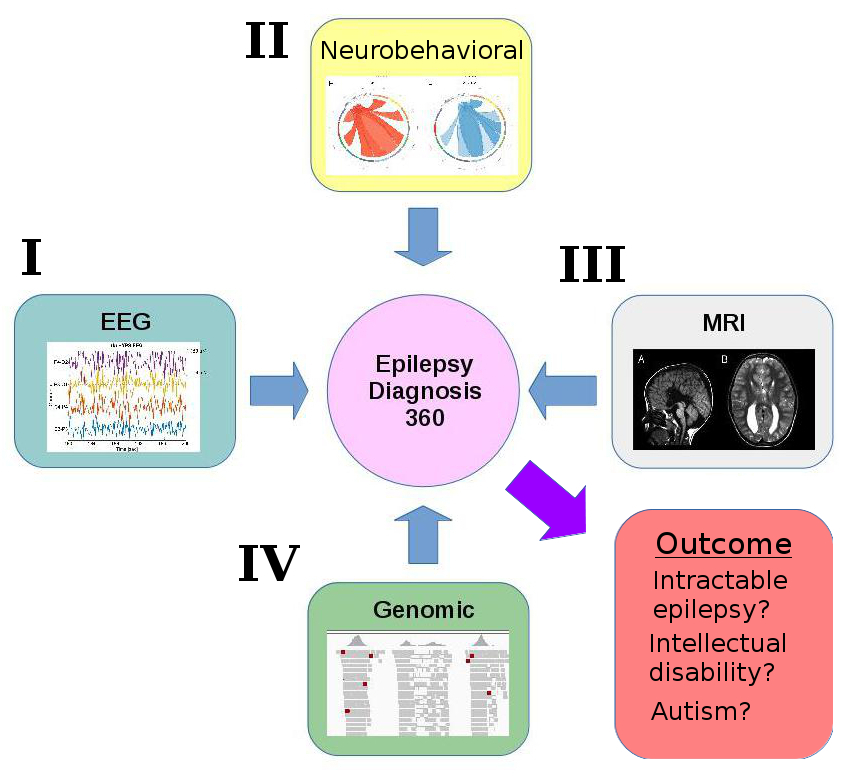 II
Neurobehavioral
I
III
EEG
MRI
A
B
Epilepsy
Diagnosis
360
Time [sec]
IV
Genomic
Outcome
Intractable
epilepsy?
Intellectual
disability?
Autism?